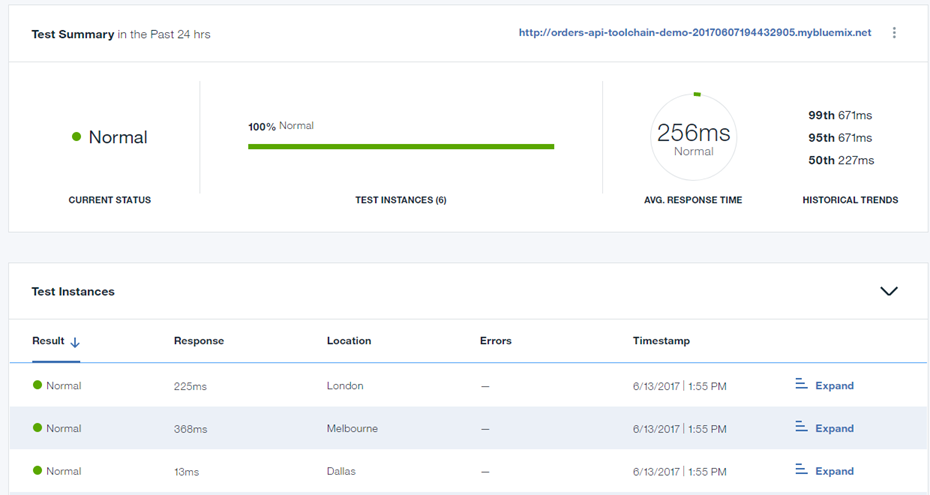 Test Summary in the Past 24 hrs http://orders-api-toolchain-demo-20170607194432905.mybluemix.net
Normal
CURRENT STATUS
100% Normal
TEST INSTANCES (6)
256ms
Normal
AVG. RESPONSE TIME
99th 671ms
95th 671ms
50th 227ms
HISTORICAL TRENDS
Test Instances
Result Response Location Errors Timestamp
Normal 225ms London — 6/13/2017 | 1:55 PM Expand
Normal 368ms Melbourne — 6/13/2017 | 1:55 PM Expand
Normal 13ms Dallas — 6/13/2017 | 1:55 PM Expand